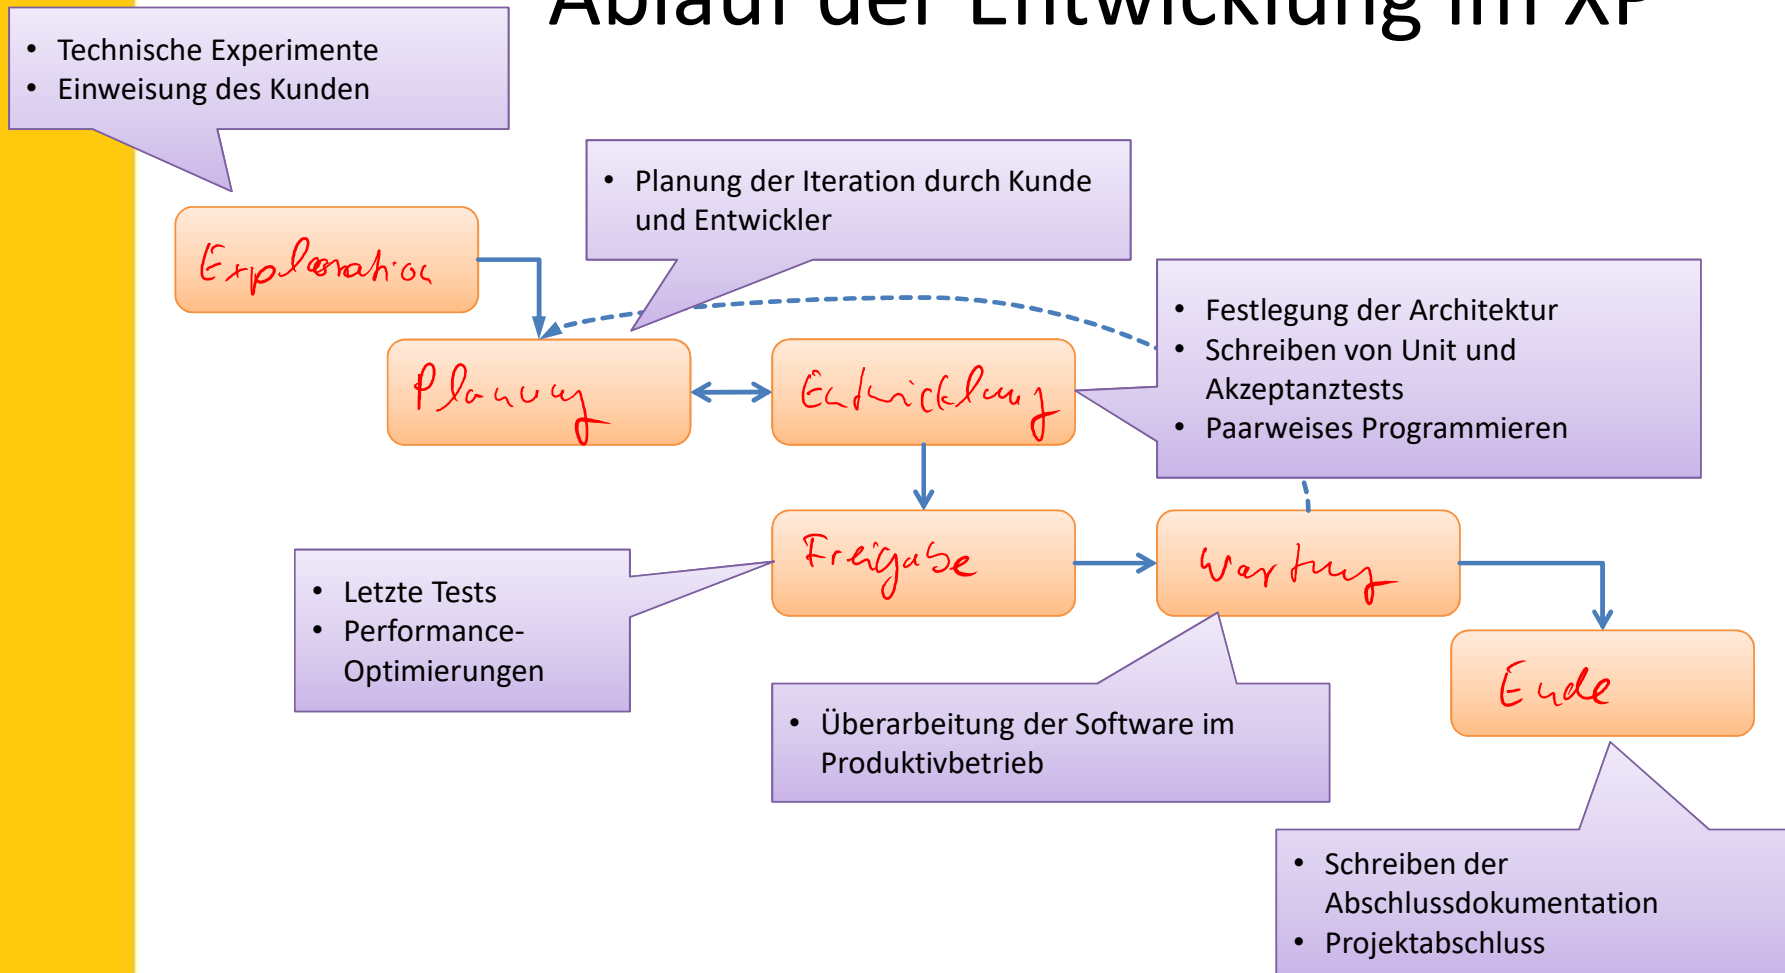 Ablauf der Entwicklung im XP
• Technische Experimente
• Einweisung des Kunden
• Planung der Iteration durch Kunde
und Entwickler
Exploration
• Festlegung der Architektur
• Schreiben von Unit und
Akzeptanztests
• Paarweises Programmieren
Planung
Entwicklung
Freigabe
Wartung
• Letzte Tests
• Performance-
Optimierungen
Ende
• Überarbeitung der Software im
Produktivbetrieb
• Schreiben der
Abschlussdokumentation
• Projektabschluss